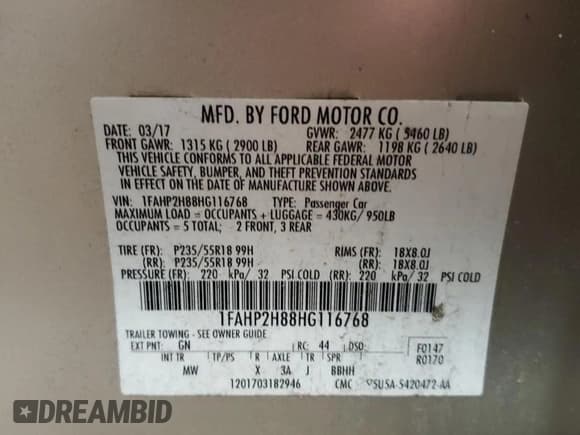 MFD. BY FORD MOTOR CO.
DATE: 03/17 GVWR: 2477 KG ( 5460 LB)
FRONT GAWR: 1315 KG ( 2900 LB) REAR GAWR: 1198 KG ( 2640 LB)
THIS VEHICLE CONFORMS TO ALL APPLICABLE FEDERAL MOTOR
VEHICLE SAFETY, BUMPER, AND THEFT PREVENTION STANDARDS
IN EFFECT ON THE DATE OF MANUFACTURE SHOWN ABOVE.
VIN: 1FAHP2H88HG116768 TYPE: Passenger Car
MAXIMUM LOAD = OCCUPANTS + LUGGAGE = 430KG/ 950LB
OCCUPANTS = 5 TOTAL; 2 FRONT, 3 REAR
TIRE (FR): P235/55R18 99H RIMS (FR): 18X8.0J
(RR): P235/55R18 99H (RR): 18X8.0J
PRESSURE (FR): 220 kPa/ 32 PSI COLD (RR): 220 kPa/ 32 PSI COLD
1FAHP2H88HG116768
TRAILER TOWING - SEE OWNER GUIDE
EXT PNT: GN RC: 44 DSO: F0147
INT TR TP/PS R AXLE TR SPR R0170
MW X 3A J BBHH
1201703182946 CMC
DREAMBID